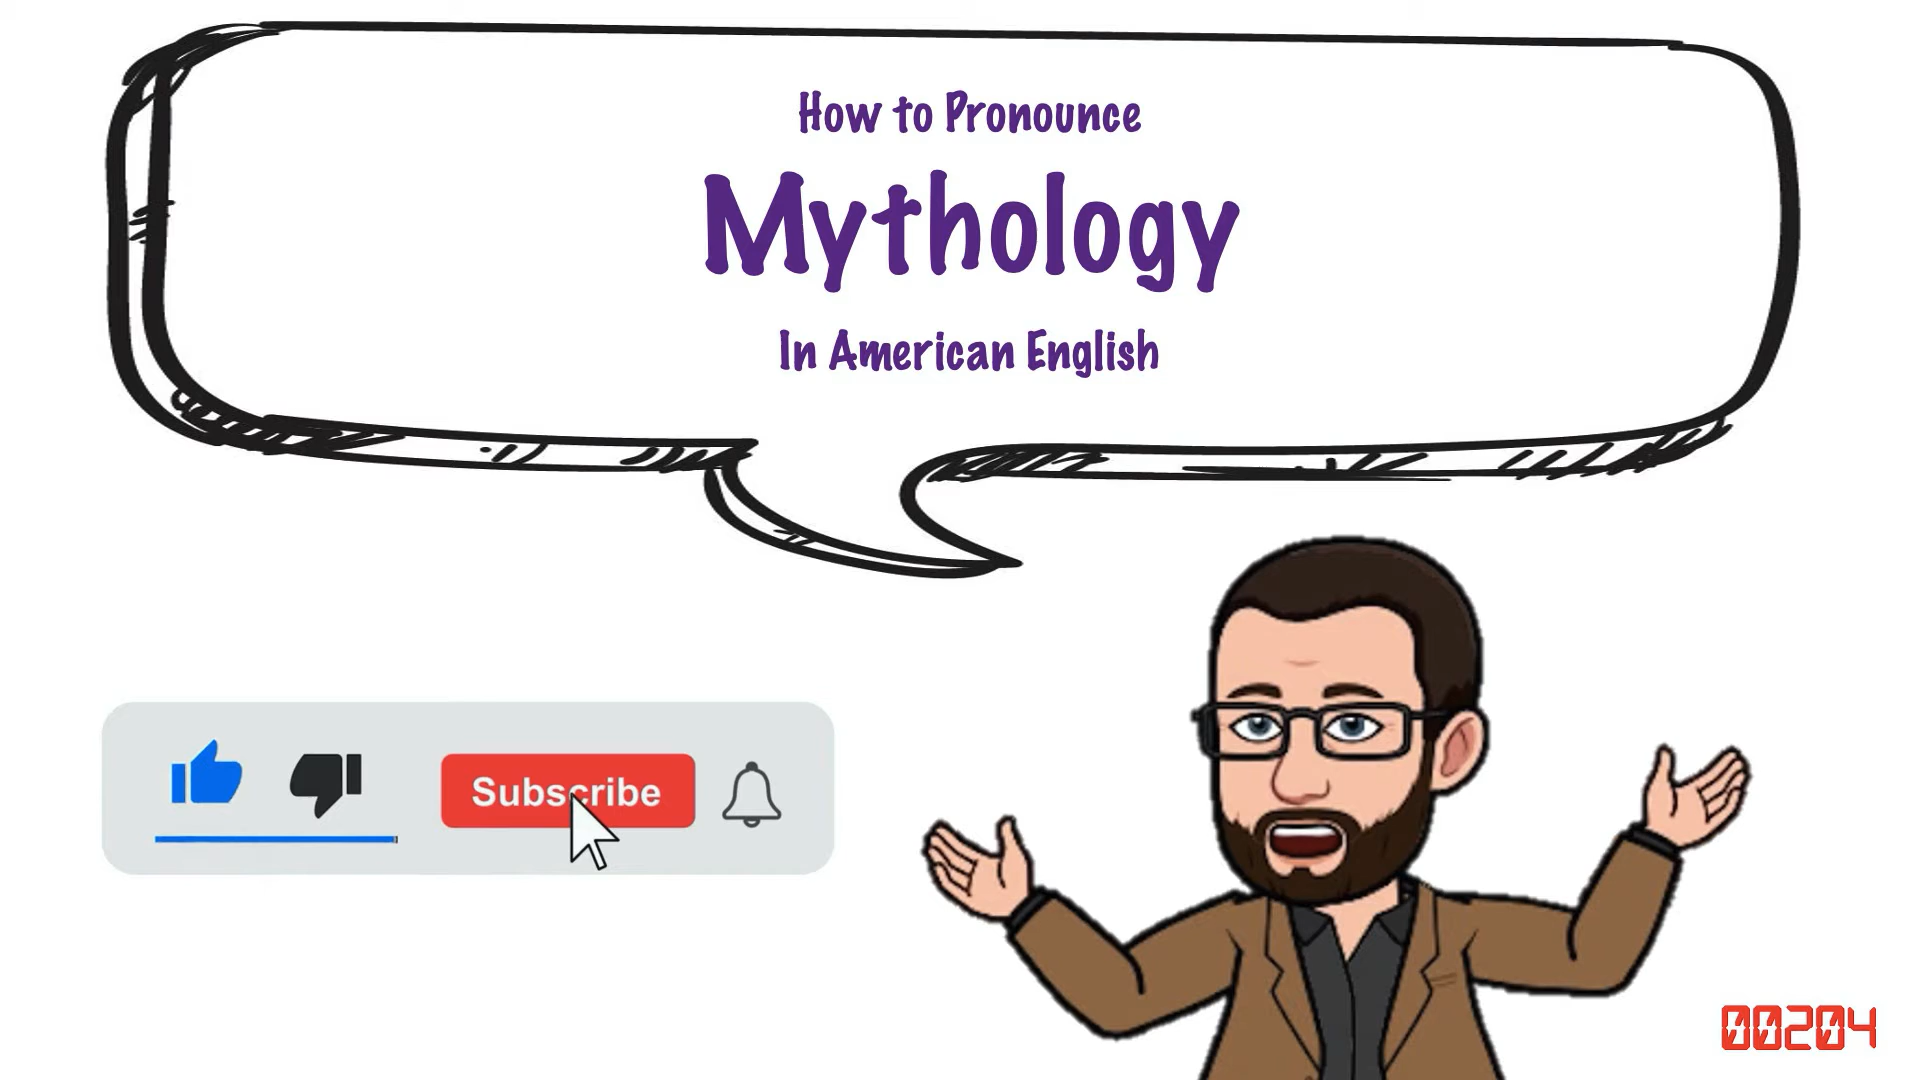 How to Pronounce
Mythology
In American English
Subscribe
00204